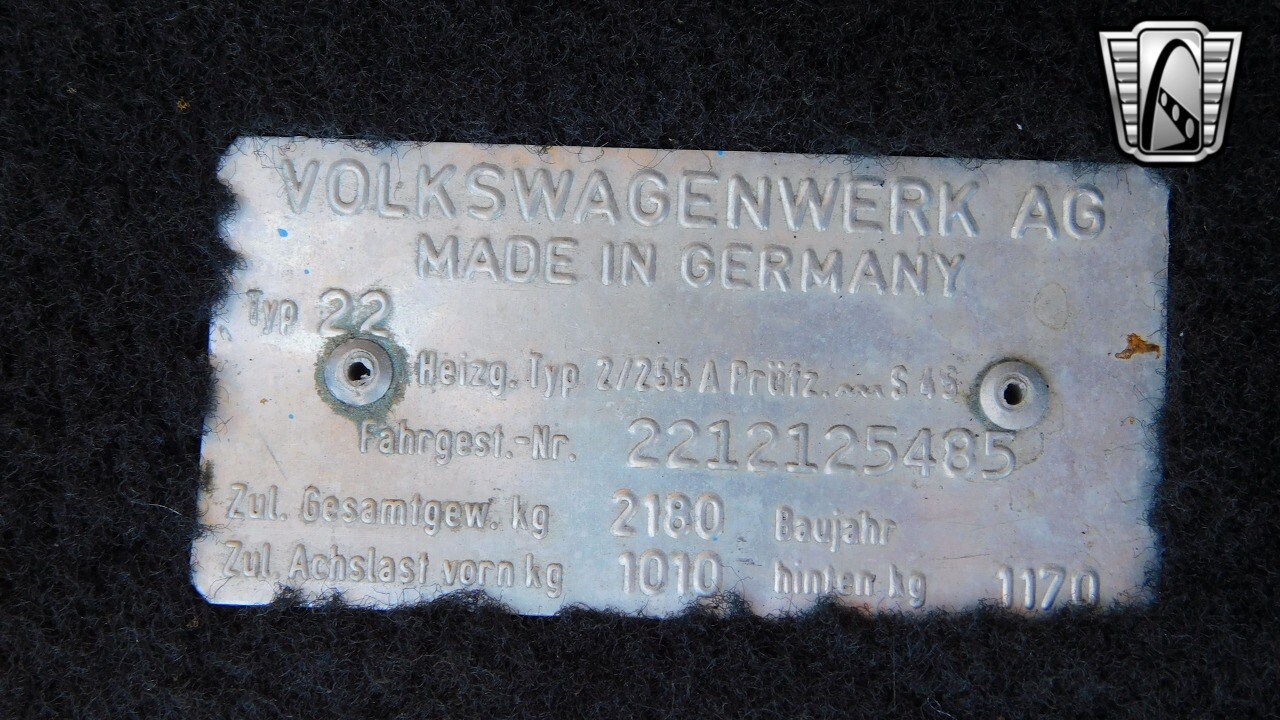 VOLKSWAGENWERK AG
MADE IN GERMANY
Typ 22
Heizg. Typ 2/255 A Prüfz. .... S 45
Fahrgest.-Nr. 2212125485
Zul. Gesamtgew. kg 2180 Baujahr
Zul. Achslast vorn kg 1010 hinten kg 1170